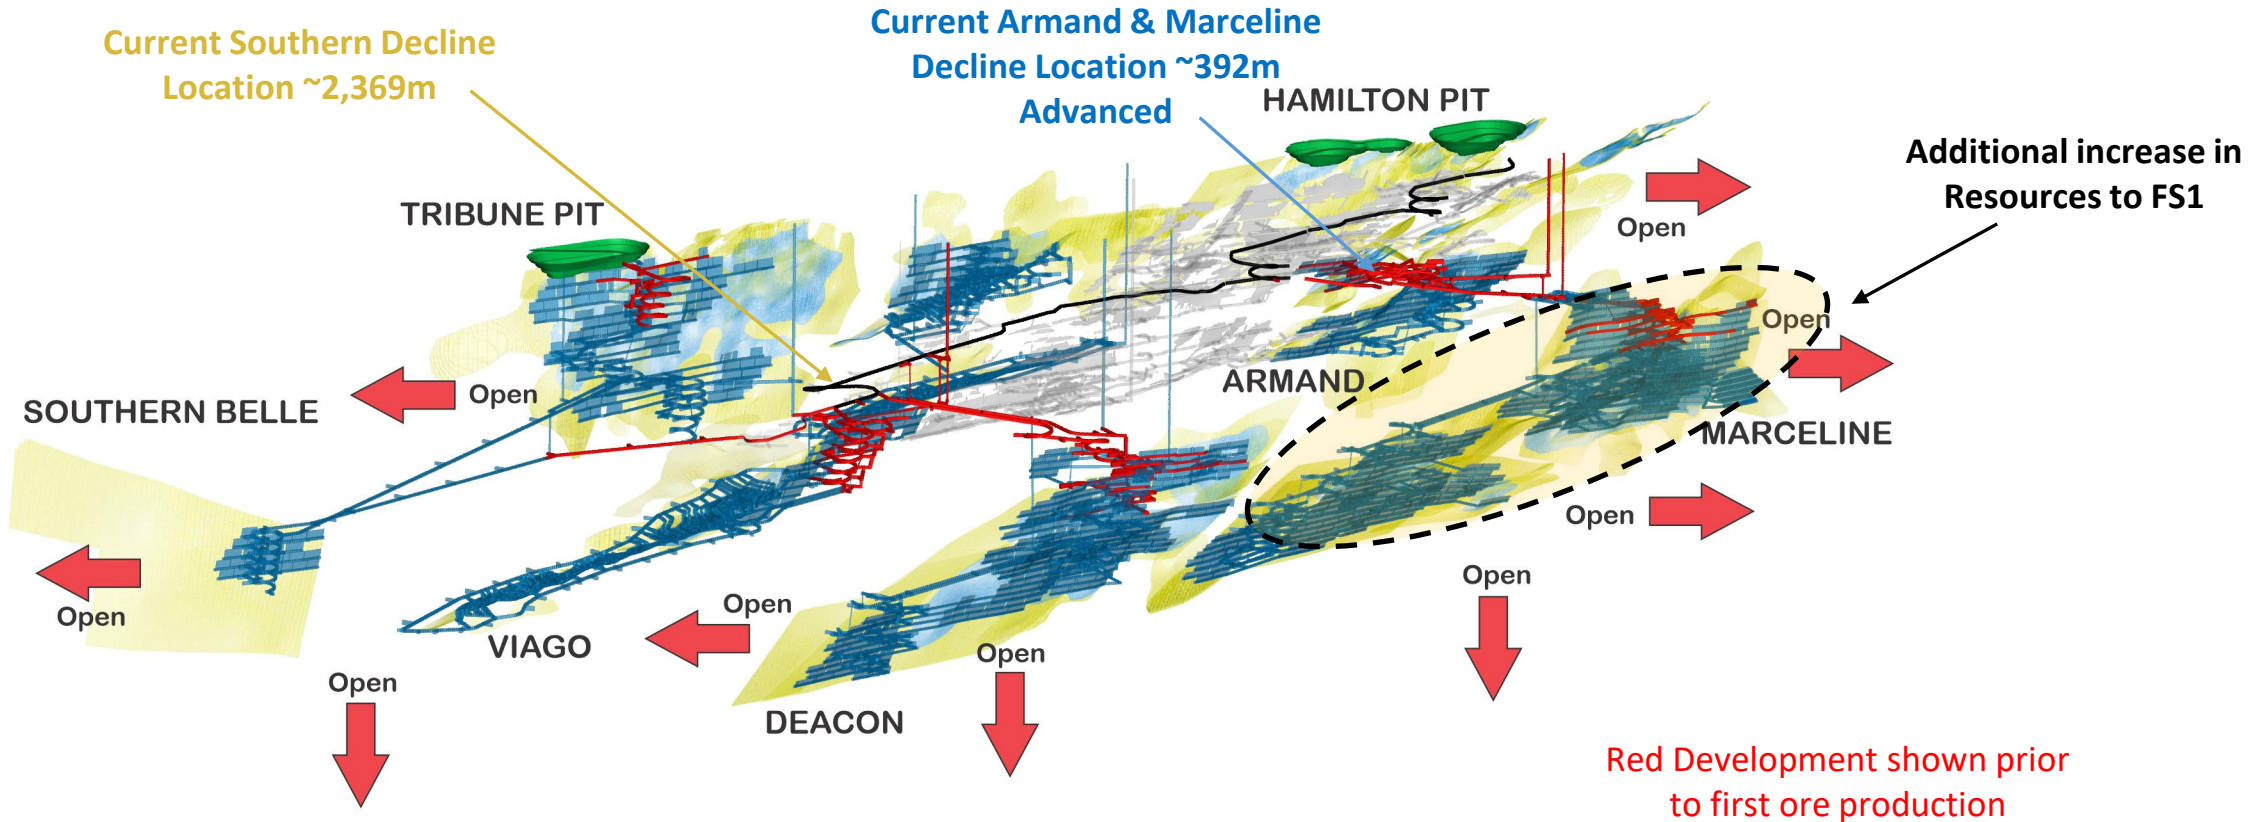 Current Southern Decline
Location ~2,369m
Current Armand & Marceline
Decline Location ~392m
Advanced
HAMILTON PIT
Additional increase in
Resources to FS1
TRIBUNE PIT
Open
Open
Open
SOUTHERN BELLE
ARMAND
MARCELINE
Open
Open
Open
Open
VIAGO
Open
Open
DEACON
Red Development shown prior
to first ore production